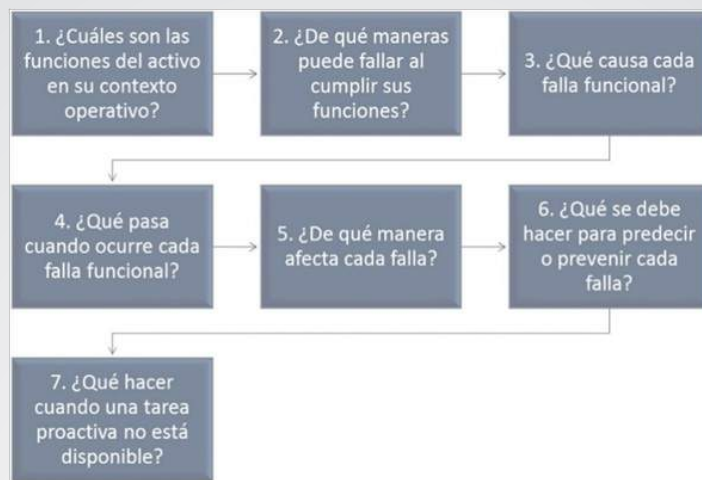 1. ¿Cuáles son las
funciones del activo
en su contexto
operativo?
2. ¿De qué maneras
puede fallar al
cumplir sus
funciones?
3. ¿Qué causa cada
falla funcional?
4. ¿Qué pasa
cuando ocurre cada
falla funcional?
5. ¿De qué manera
afecta cada falla?
6. ¿Qué se debe
hacer para predecir
o prevenir cada
falla?
7. ¿Qué hacer
cuando una tarea
proactiva no está
disponible?